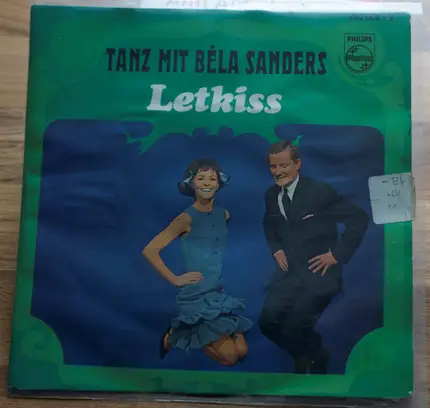 PHILIPS
TANZ MIT BÉLA SANDERS
Letkiss